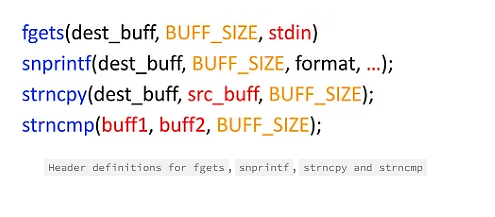 fgets(dest_buff, BUFF_SIZE, stdin)
snprintf(dest_buff, BUFF_SIZE, format, ...);
strncpy(dest_buff, src_buff, BUFF_SIZE);
strncmp(buff1, buff2, BUFF_SIZE);
Header definitions for fgets, snprintf, strncpy and strncmp